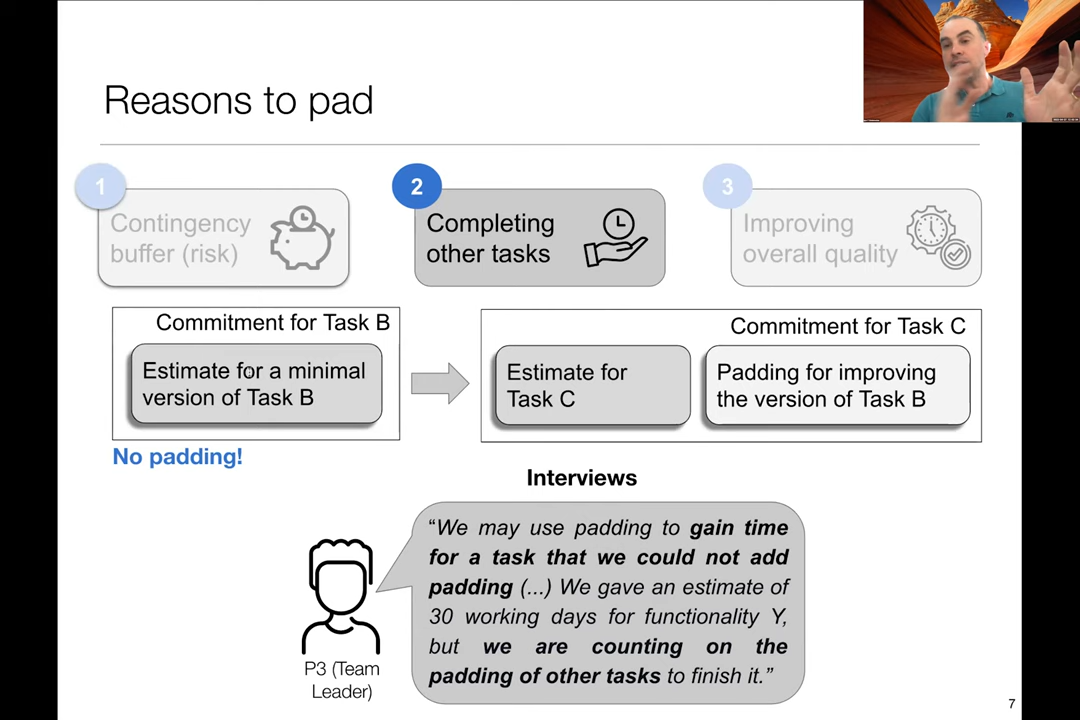 Reasons to pad
1
Contingency
buffer (risk)
2
Completing
other tasks
3
Improving
overall quality
Commitment for Task B
Estimate for a minimal
version of Task B
No padding!
Commitment for Task C
Estimate for
Task C
Padding for improving
the version of Task B
Interviews
“We may use padding to gain time
for a task that we could not add
padding (...) We gave an estimate of
30 working days for functionality Y,
but we are counting on the
padding of other tasks to finish it.”
P3 (Team
Leader)
7